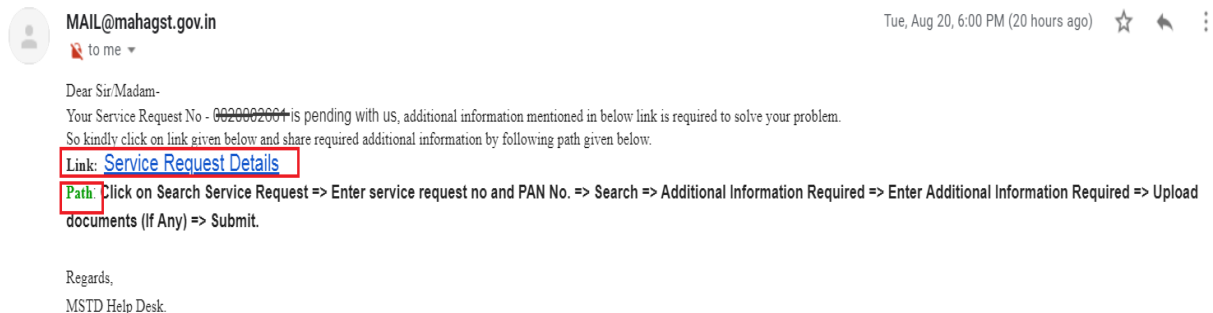 MAIL@mahagst.gov.in
Tue, Aug 20, 6:00 PM (20 hours ago)
to me
Dear Sir/Madam-
Your Service Request No - is pending with us, additional information mentioned in below link is required to solve your problem.
So kindly click on link given below and share required additional information by following path given below.
Link: Service Request Details
Path: Click on Search Service Request => Enter service request no and PAN No. => Search => Additional Information Required => Enter Additional Information Required => Upload
documents (If Any) => Submit.
Regards,
MSTD Help Desk.